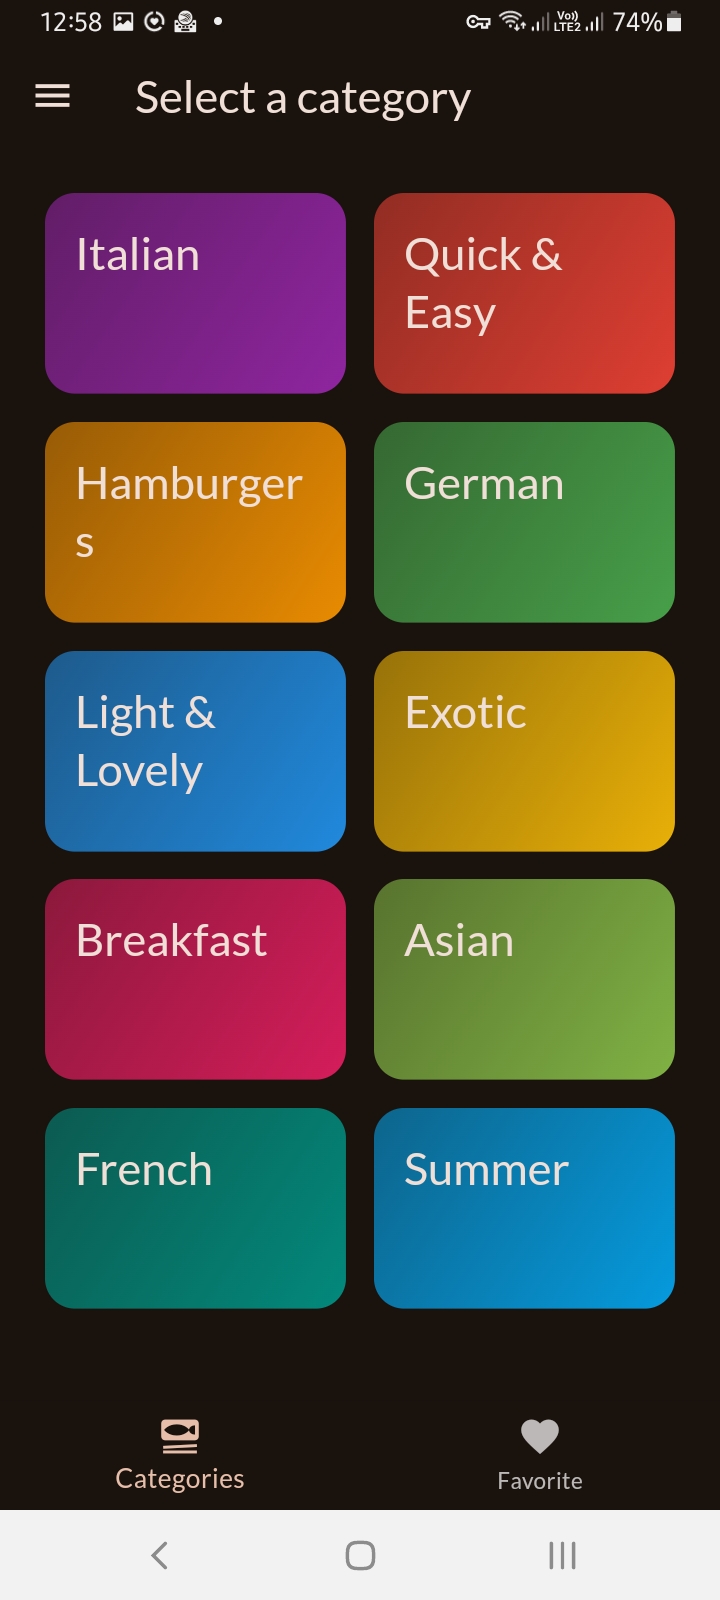 12:58 Vo)) LTE2 74%
Select a category
Italian
Quick &
Easy
Hamburger
s
German
Light &
Lovely
Exotic
Breakfast
Asian
French
Summer
Categories
Favorite